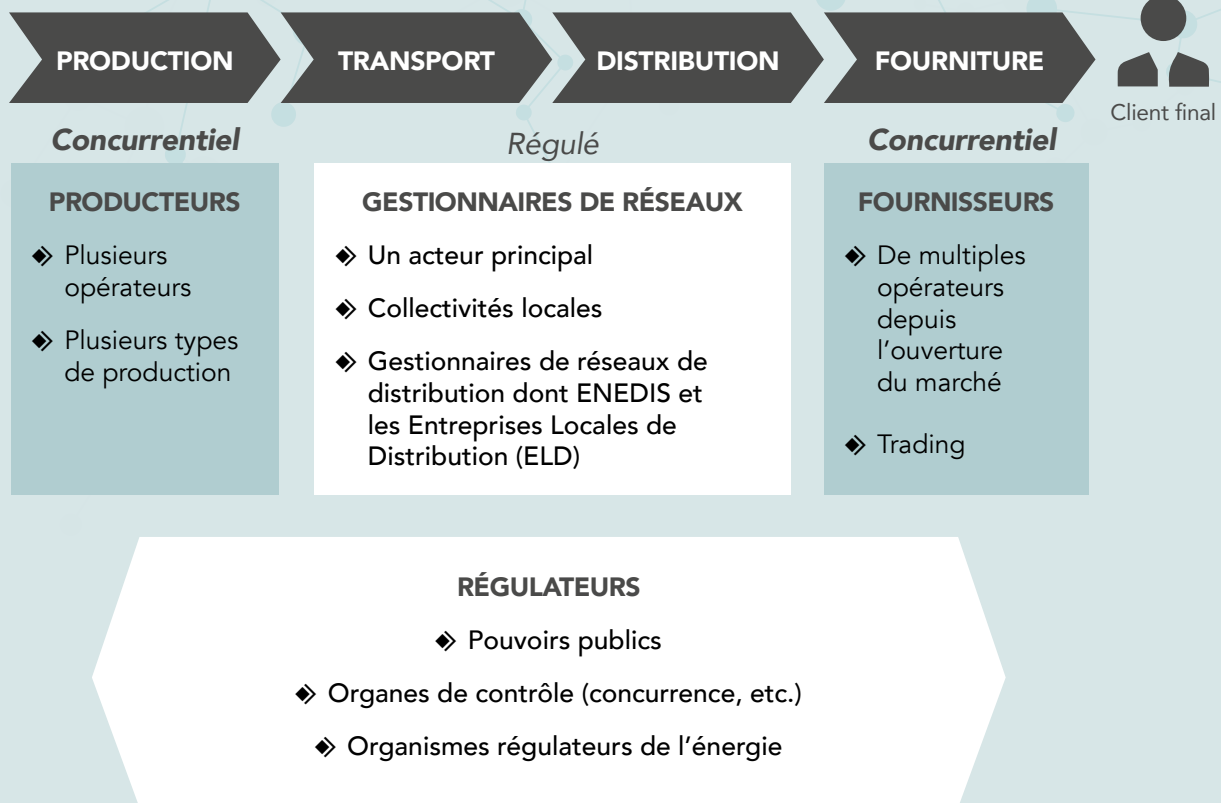 PRODUCTION
TRANSPORT
DISTRIBUTION
FOURNITURE
Client final
Concurrentiel
Régulé
Concurrentiel
PRODUCTEURS
Plusieurs
opérateurs
Plusieurs types
de production
GESTIONNAIRES DE RÉSEAUX
Un acteur principal
Collectivités locales
Gestionnaires de réseaux de
distribution dont ENEDIS et
les Entreprises Locales de
Distribution (ELD)
FOURNISSEURS
De multiples
opérateurs
depuis
l’ouverture
du marché
Trading
RÉGULATEURS
Pouvoirs publics
Organes de contrôle (concurrence, etc.)
Organismes régulateurs de l’énergie